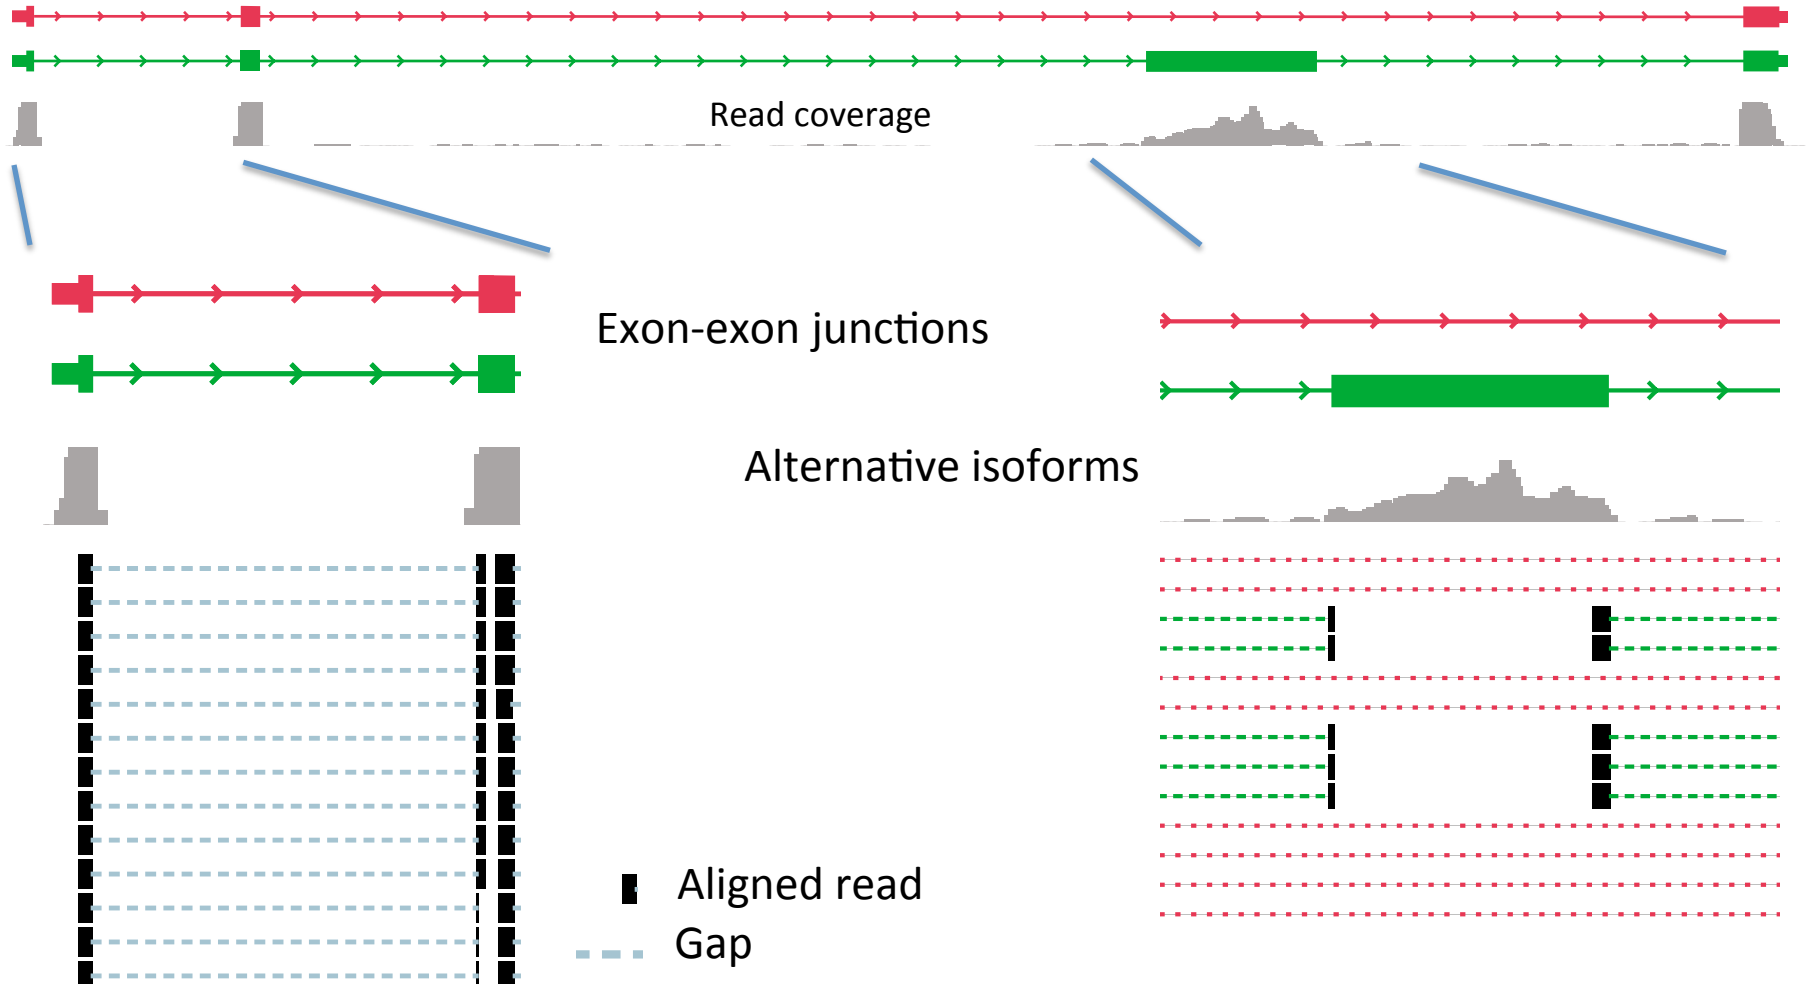 Read coverage
Exon-exon junctions
Alternative isoforms
Aligned read
Gap